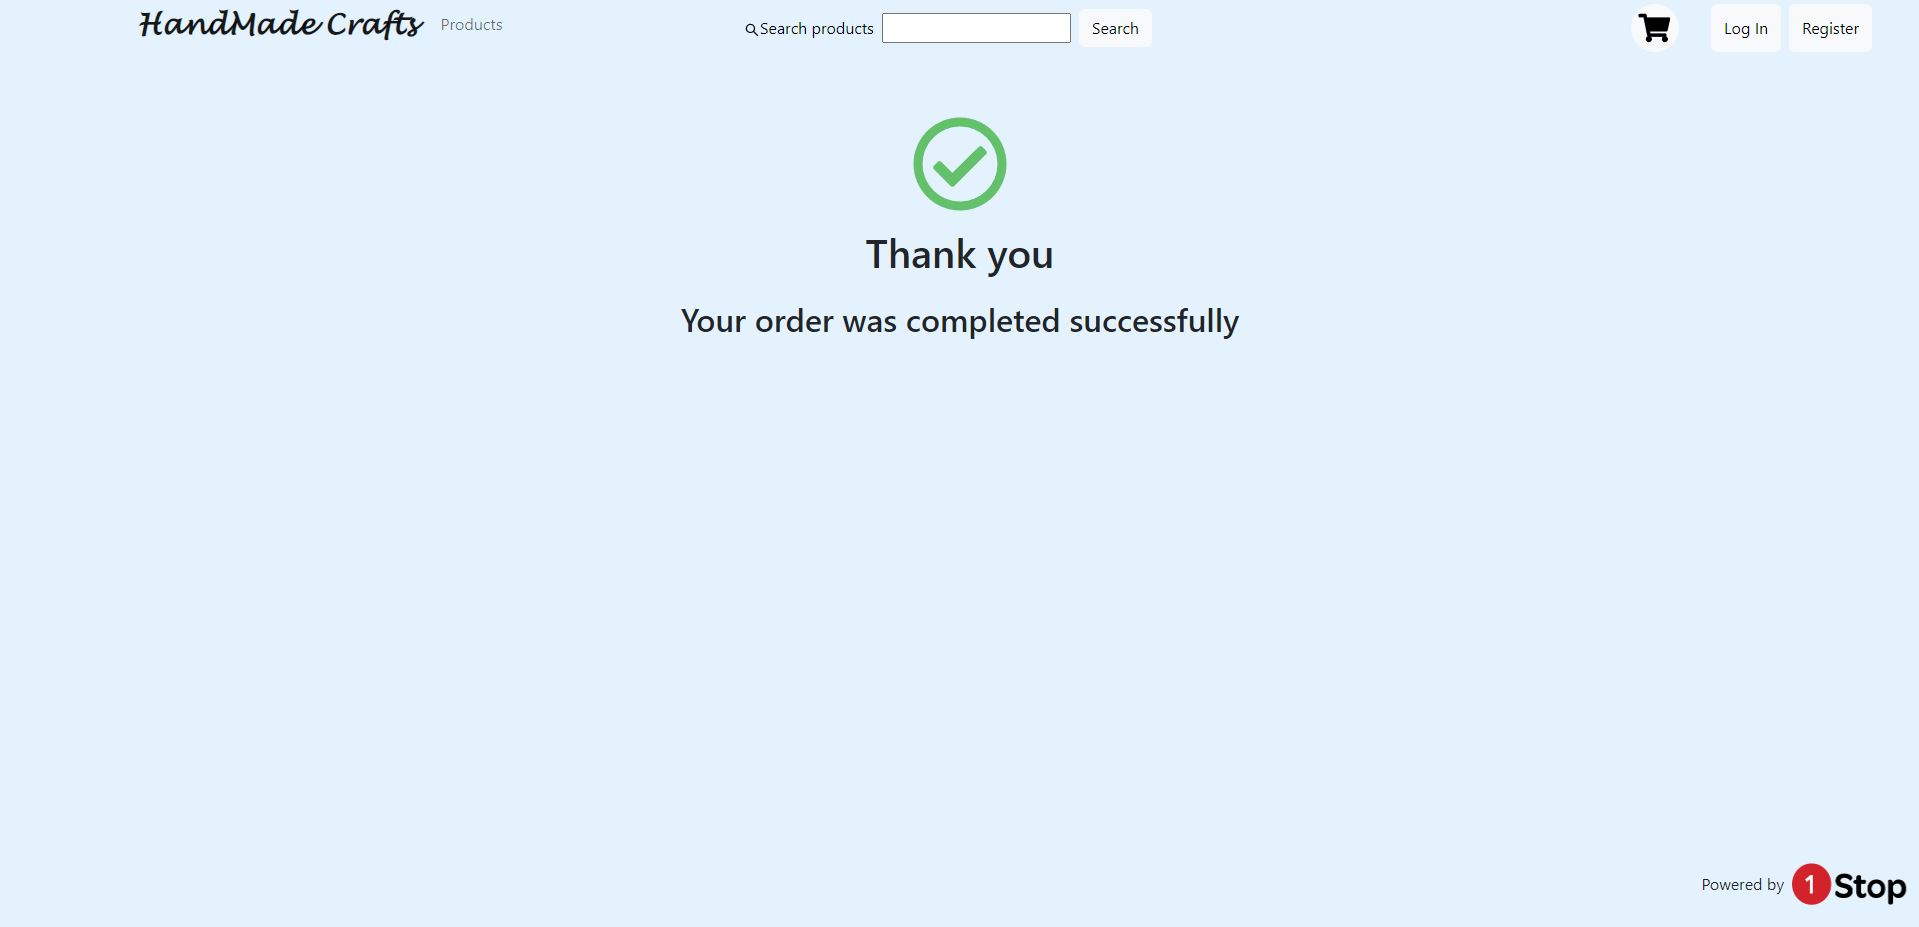 HandMade Crafts
Products
Search products
Search
Log In
Register
Thank you
Your order was completed successfully
Powered by 1 Stop